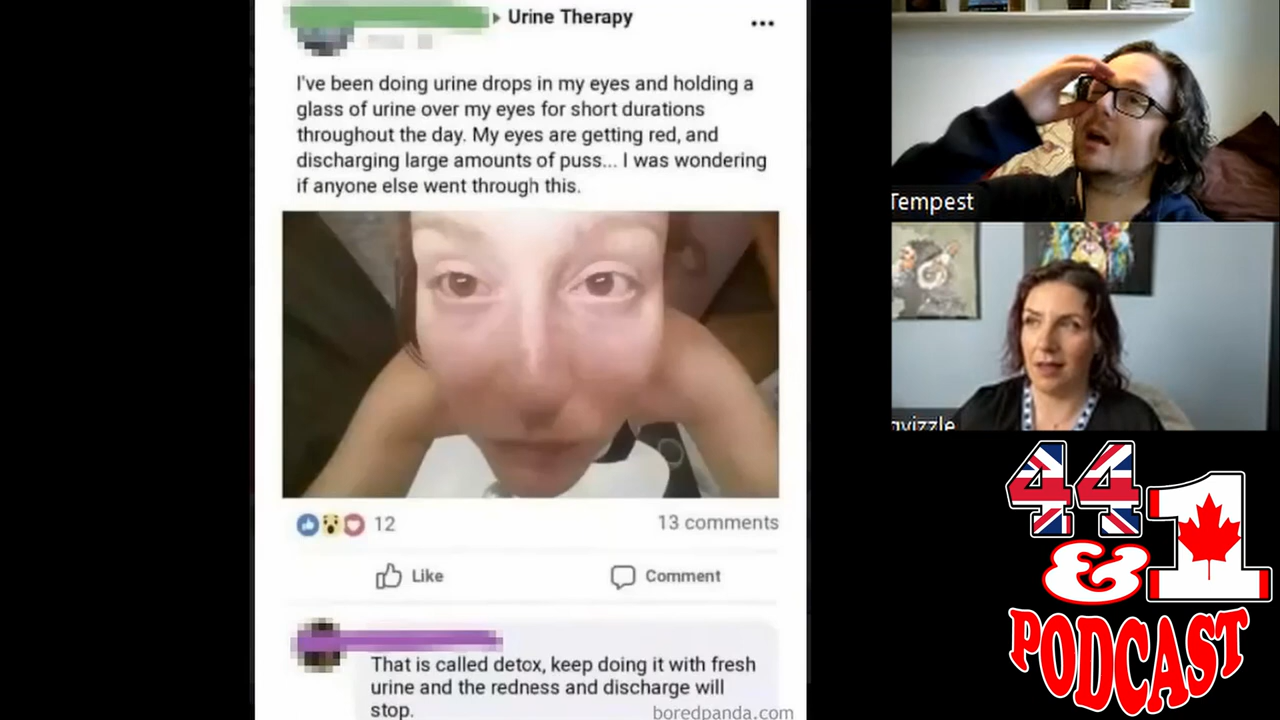 Urine Therapy
I've been doing urine drops in my eyes and holding a
glass of urine over my eyes for short durations
throughout the day. My eyes are getting red, and
discharging large amounts of puss... I was wondering
if anyone else went through this.
12
13 comments
Like
Comment
That is called detox, keep doing it with fresh
urine and the redness and discharge will
stop.
boredpanda.com
Tempest
44
&1
PODCAST